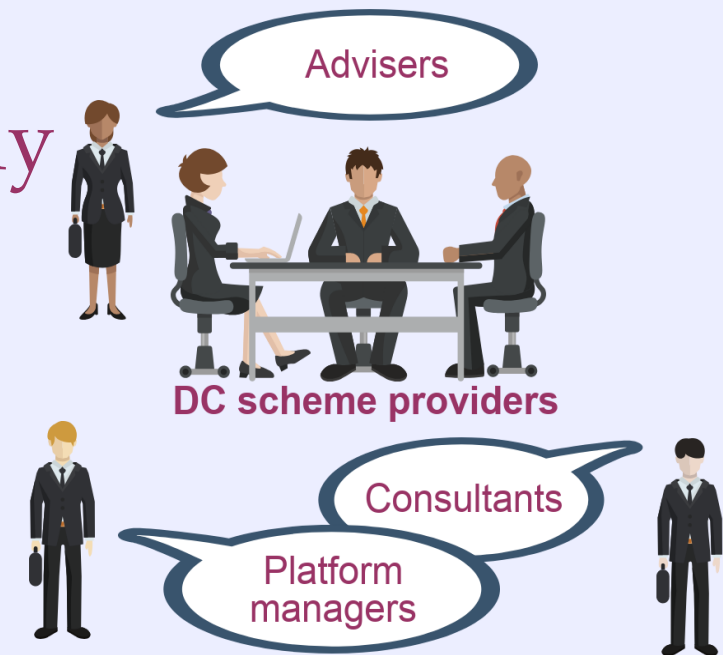 Advisers
DC scheme providers
Consultants
Platform
managers